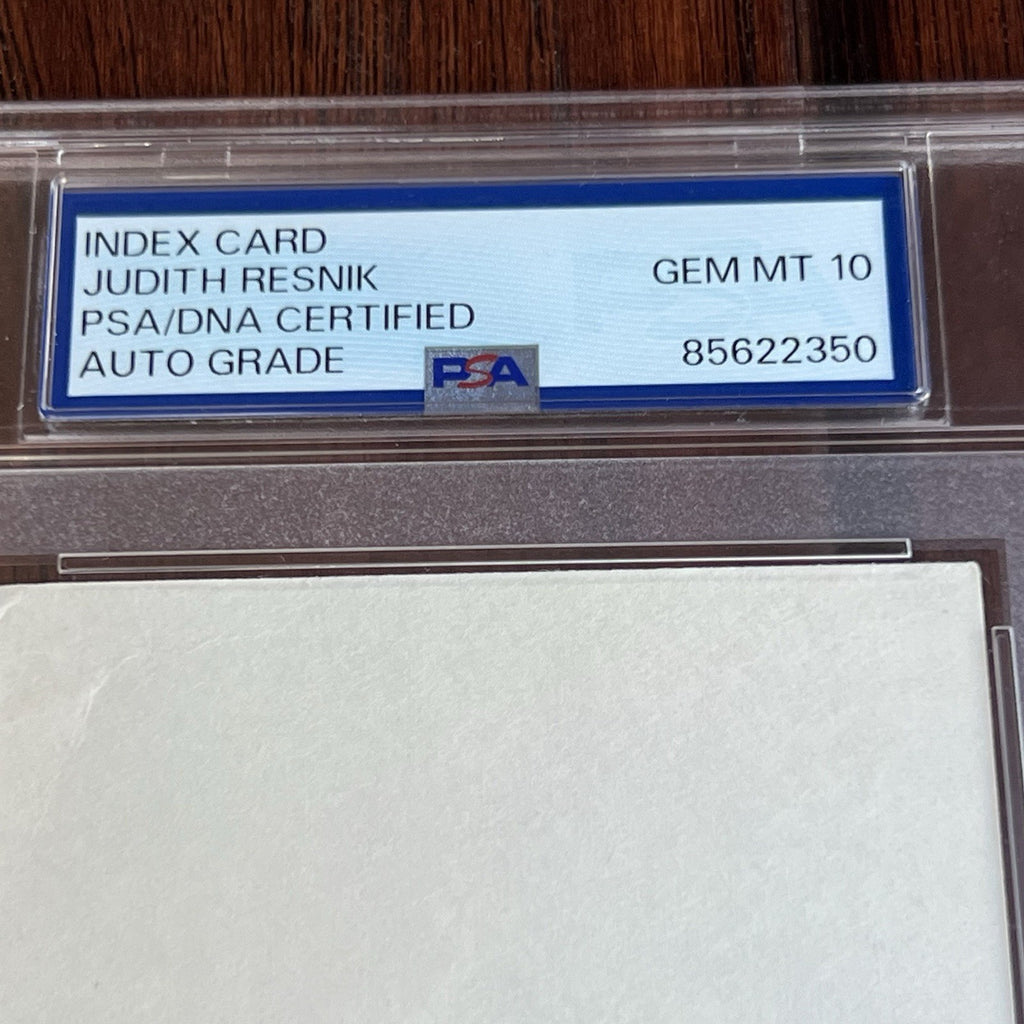 INDEX CARD
JUDITH RESNIK
PSA/DNA CERTIFIED
AUTO GRADE
GEM MT 10
85622350
PSA